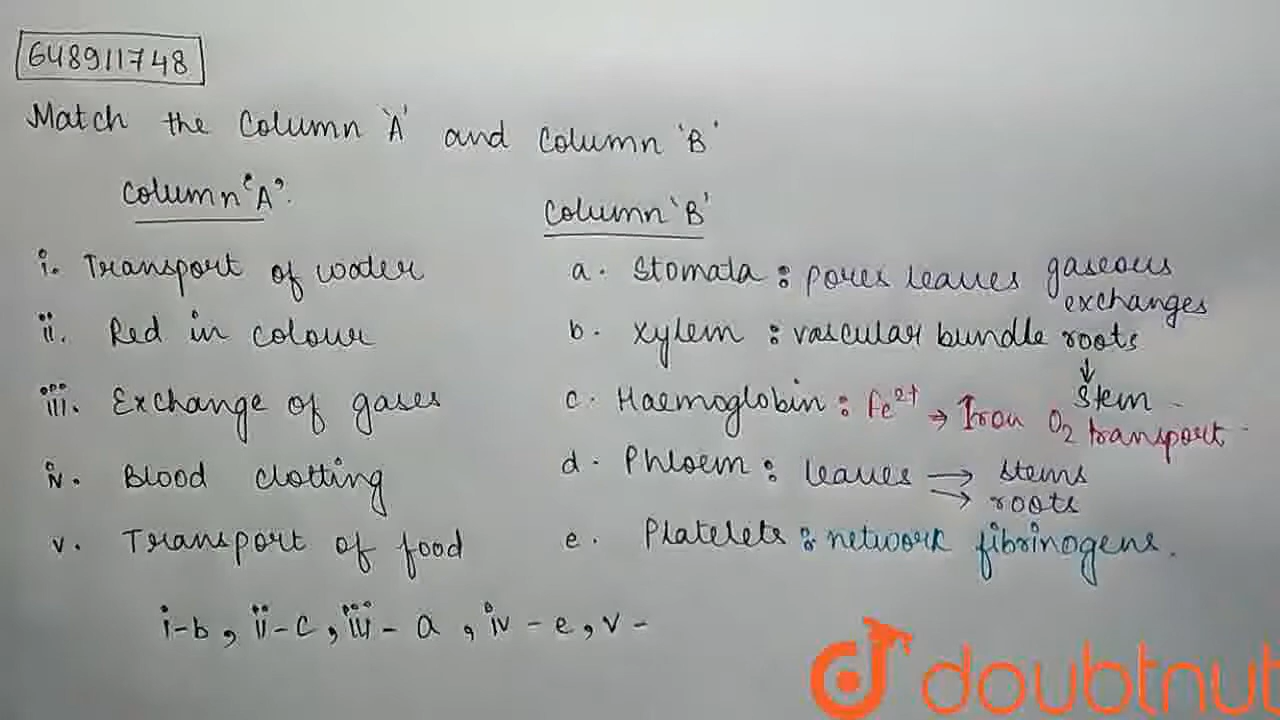 648911748
Match the Column 'A' and Column 'B'
Column 'A'.
Column 'B'
i. Transport of water
a. Stomata : pores leaves gaseous exchanges
ii. Red in colour
b. Xylem : vascular bundle roots
↓
Stem -
iii. Exchange of gases
c. Haemoglobin : Fe2+ → Iron O2 transport -
iv. Blood clotting
d. Phloem : leaves → stems
→ roots
v. Transport of food
e. Platelets : network fibrinogens.
i-b, ii-c, iii-a, iv-e, v-
doubtnut